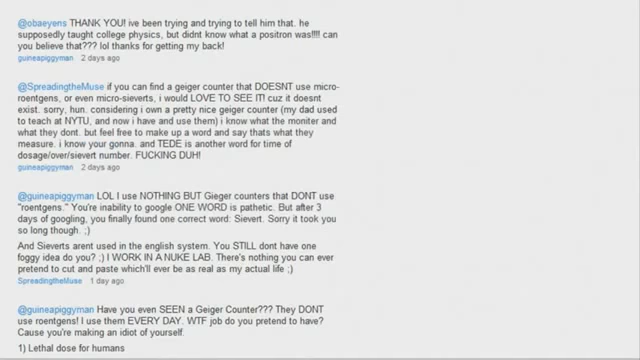 @obaeyens THANK YOU! ive been trying and trying to tell him that. he
supposedly taught college physics, but didnt know what a positron was!!!! can
you believe that??? lol thanks for getting my back!
guineapiggyman 2 days ago
@SpreadingtheMuse if you can find a geiger counter that DOESNT use micro-
roentgens, or even micro-sieverts, i would LOVE TO SEE IT! cuz it doesnt
exist. sorry, hun. considering i own a pretty nice geiger counter (my dad used
to teach at NYTU, and now i have and use them) i know what the moniter and
what they dont. but feel free to make up a word and say thats what they
measure. i know your gonna. and TEDE is another word for time of
dosage/over/sievert number. FUCKING DUH!
guineapiggyman 2 days ago
@guineapiggyman LOL I use NOTHING BUT Gieger counters that DONT use
"roentgens." You're inability to google ONE WORD is pathetic. But after 3
days of googling, you finally found one correct word: Sievert. Sorry it took you
so long though. ;)
And Sieverts arent used in the english system. You STILL dont have one
foggy idea do you? ;) I WORK IN A NUKE LAB. There's nothing you can ever
pretend to cut and paste which'll ever be as real as my actual life ;)
SpreadingtheMuse 1 day ago
@guineapiggyman Have you even SEEN a Geiger Counter??? They DONT
use roentgens! I use them EVERY DAY. WTF job do you pretend to have?
Cause you're making an idiot of yourself.
1) Lethal dose for humans